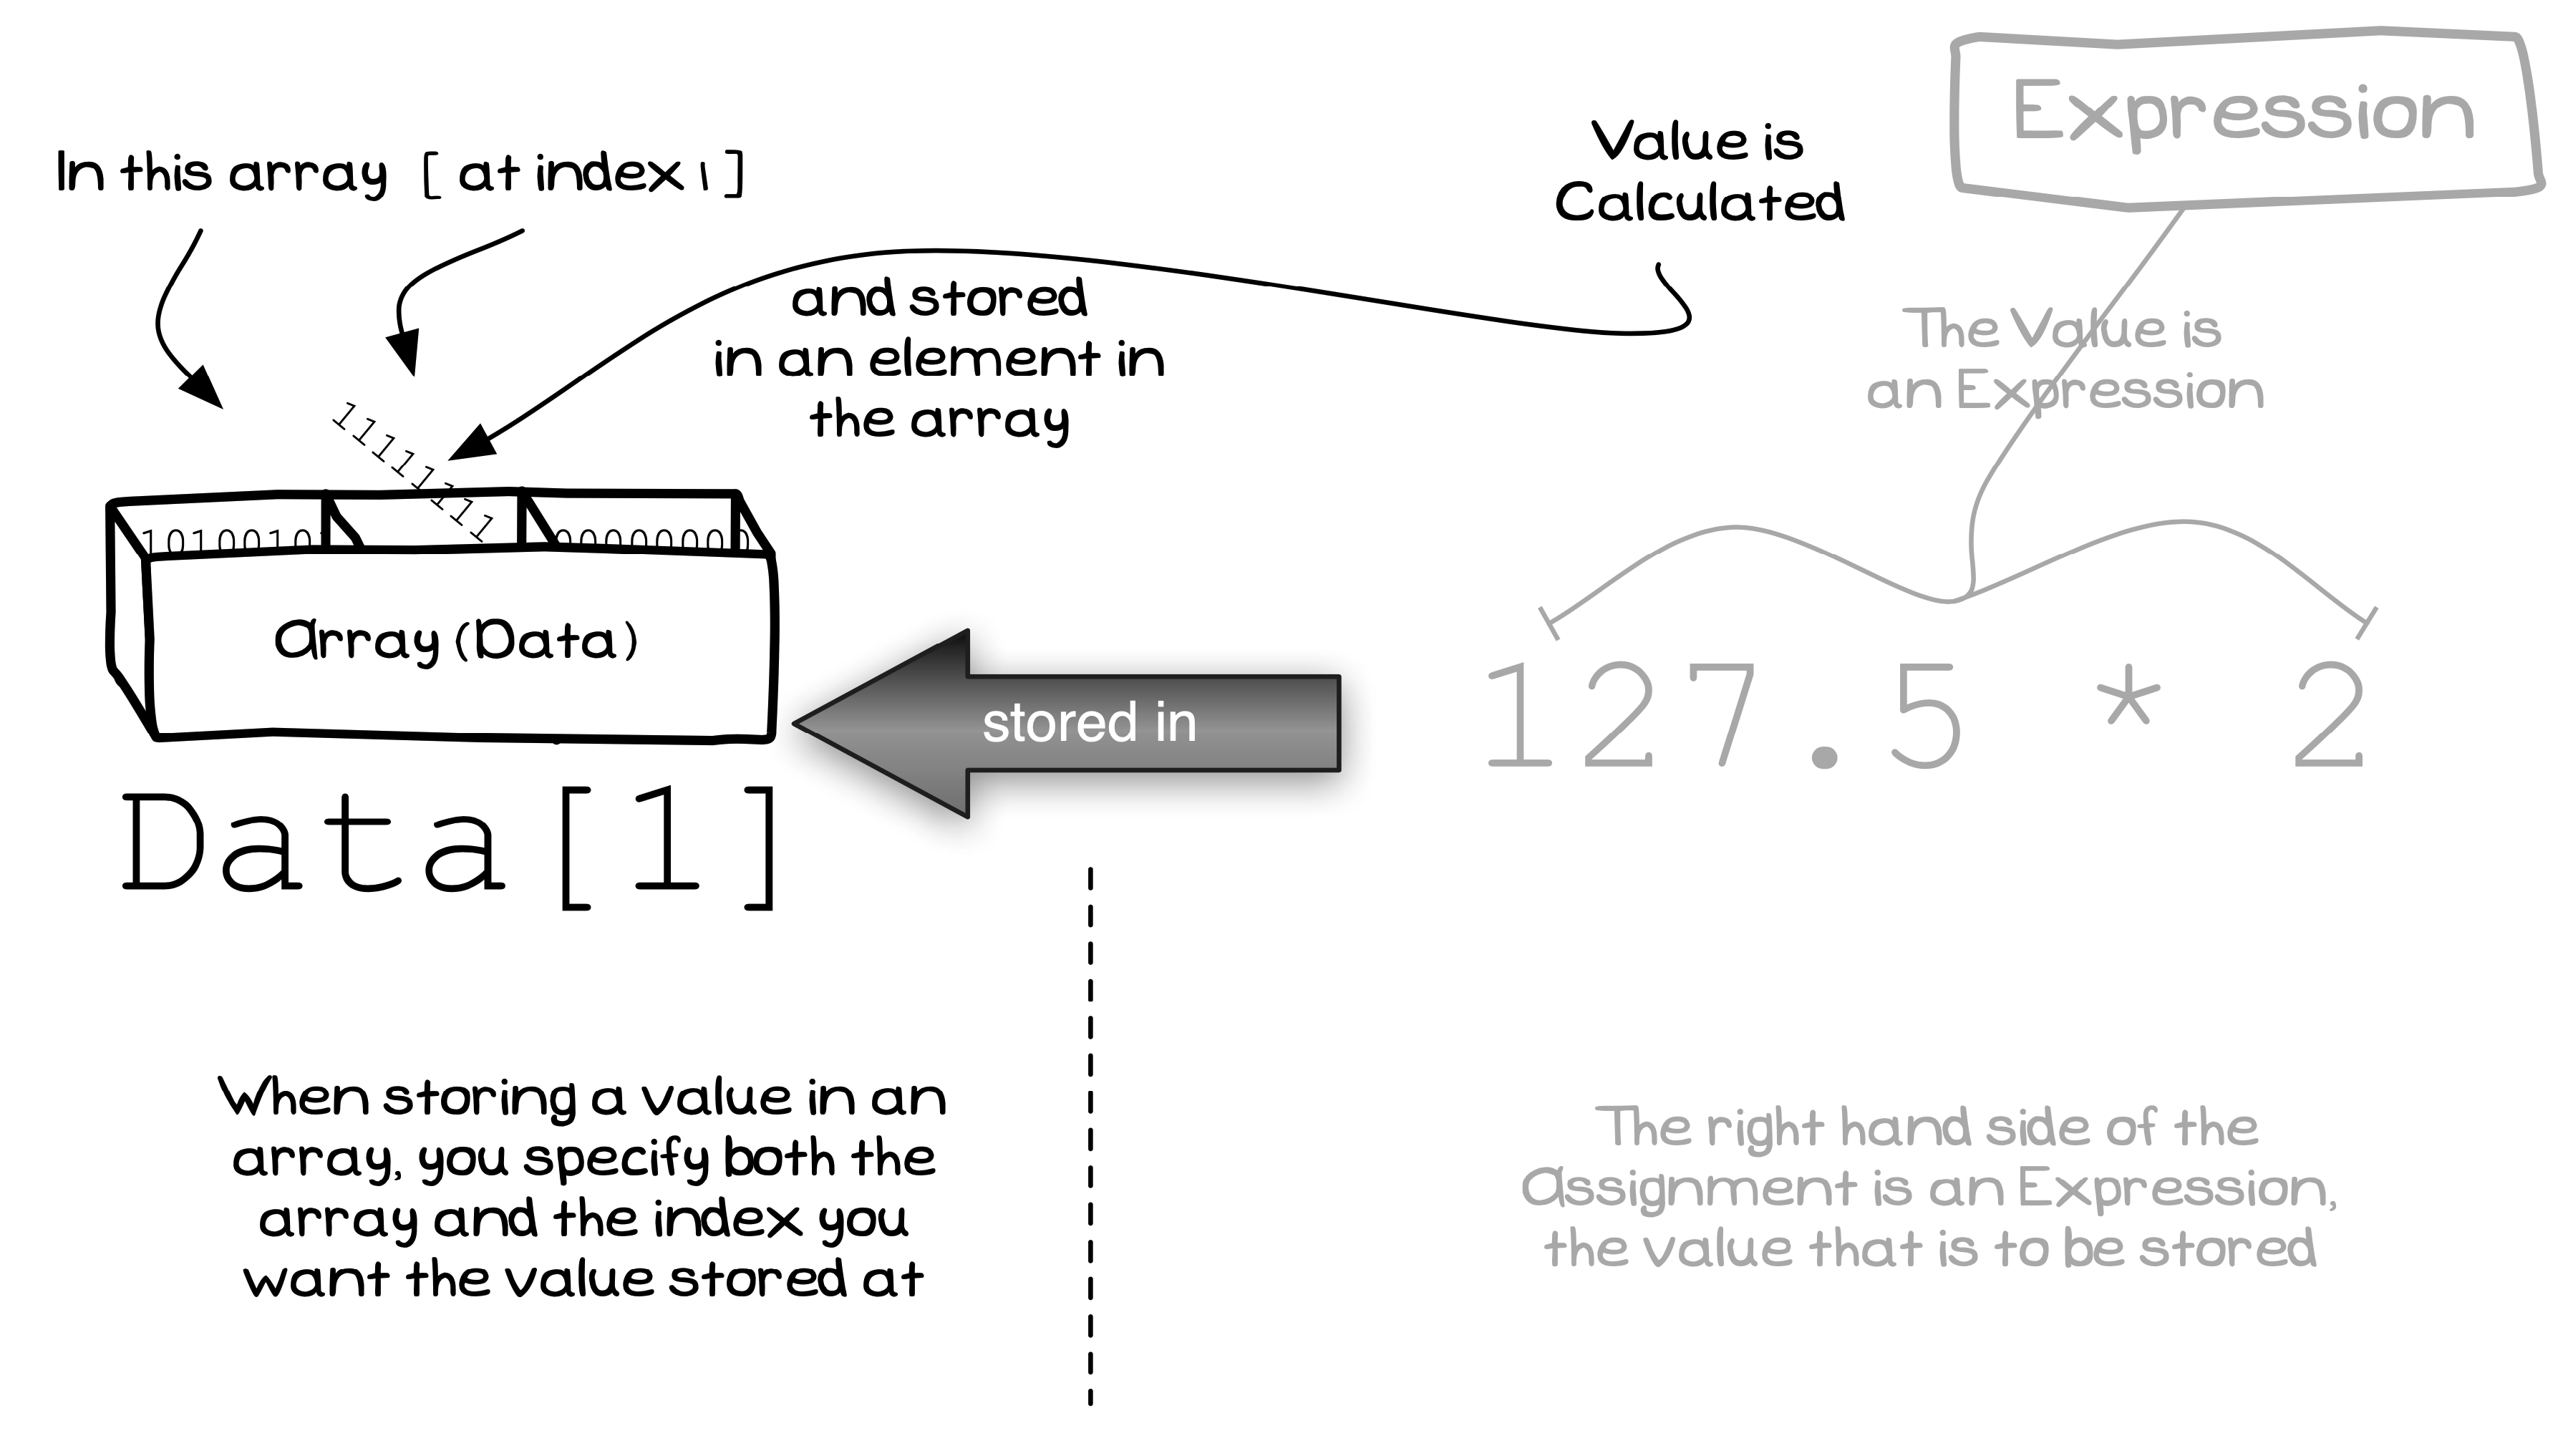 Expression
In this array [ at index 1 ]
Value is
Calculated
and stored
in an element in
the array
The Value is
an Expression
11111111
10100101
00000000
Array (Data)
stored in
127.5 * 2
Data[1]
When storing a value in an
array, you specify both the
array and the index you
want the value stored at
The right hand side of the
Assignment is an Expression,
the value that is to be stored